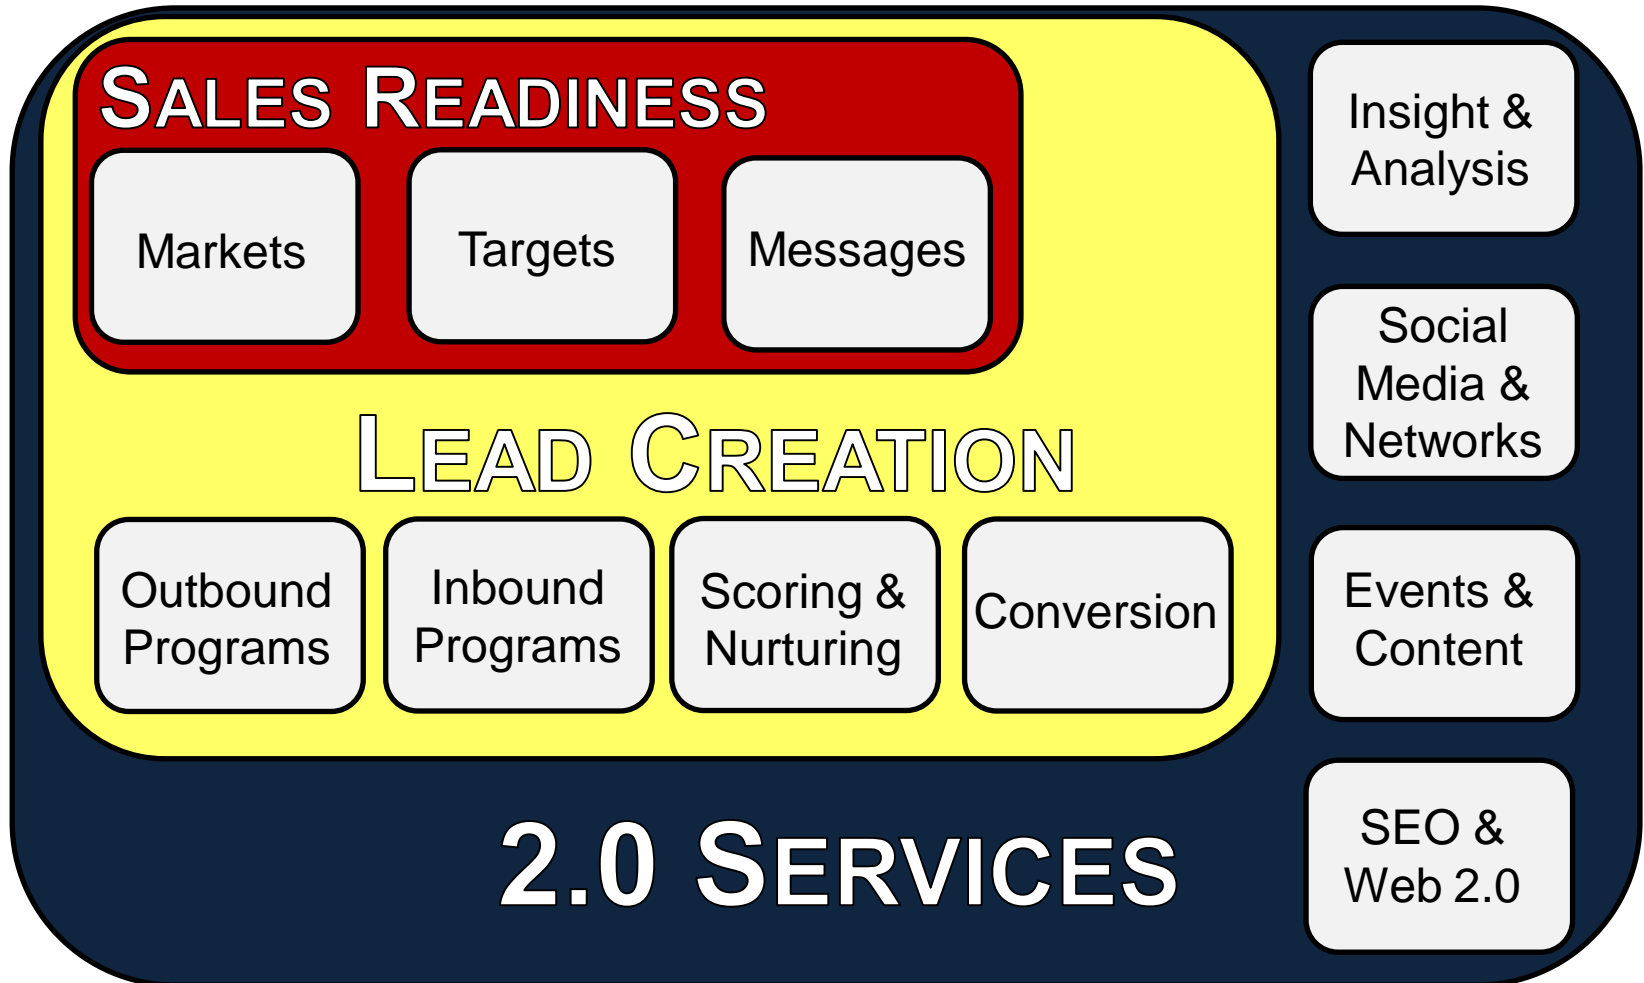 SALES READINESS
Markets
Targets
Messages
LEAD CREATION
Outbound
Programs
Inbound
Programs
Scoring &
Nurturing
Conversion
2.0 SERVICES
Insight &
Analysis
Social
Media &
Networks
Events &
Content
SEO &
Web 2.0